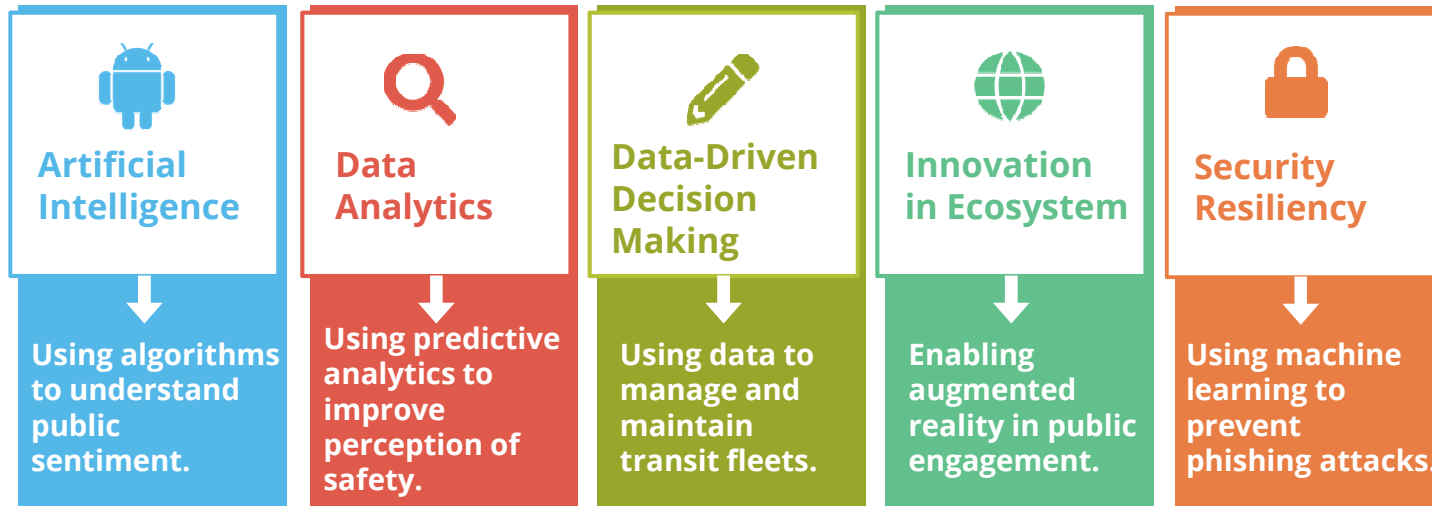 Artificial
Intelligence
Using algorithms
to understand
public
sentiment.
Data
Analytics
Using predictive
analytics to
improve
perception of
safety.
Data-Driven
Decision
Making
Using data to
manage and
maintain
transit fleets.
Innovation
in Ecosystem
Enabling
augmented
reality in public
engagement.
Security
Resiliency
Using machine
learning to
prevent
phishing attacks.